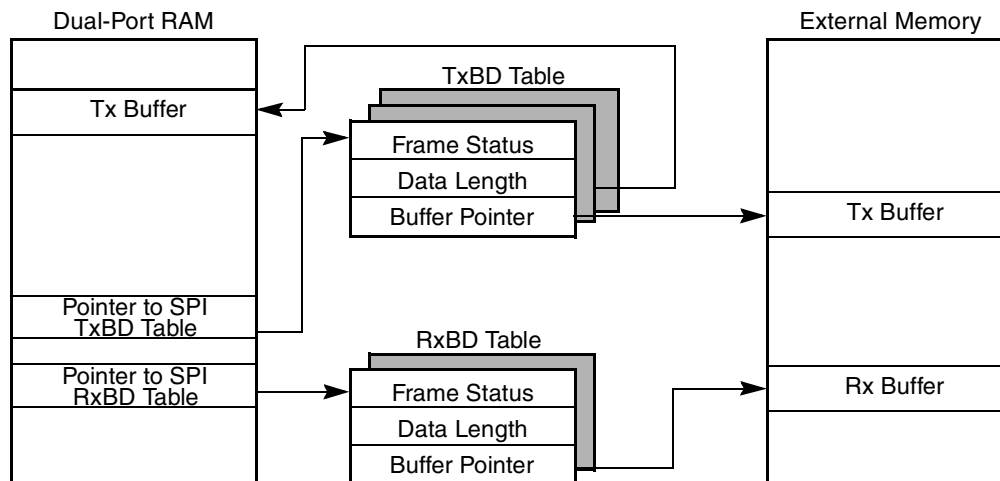 Dual-Port RAM
External Memory
TxBD Table
Tx Buffer
Frame Status
Data Length
Buffer Pointer
Tx Buffer
Pointer to SPI
TxBD Table
RxBD Table
Pointer to SPI
RxBD Table
Frame Status
Data Length
Buffer Pointer
Rx Buffer